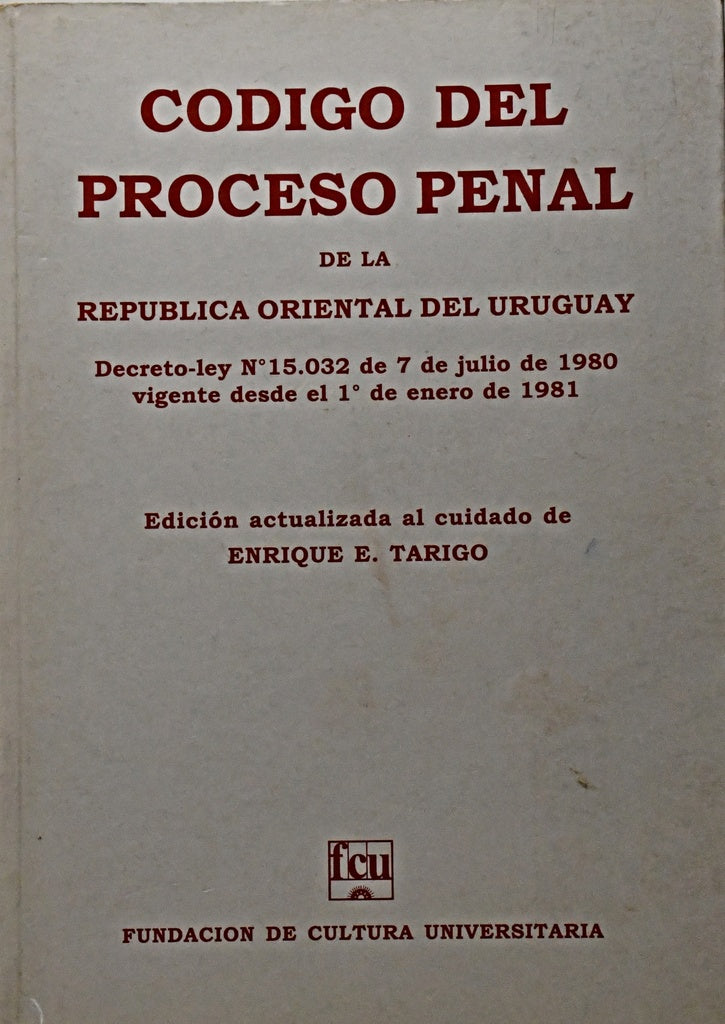 CODIGO DEL
PROCESO PENAL
DE LA
REPUBLICA ORIENTAL DEL URUGUAY
Decreto-ley N°15.032 de 7 de julio de 1980
vigente desde el 1° de enero de 1981
Edición actualizada al cuidado de
ENRIQUE E. TARIGO
fcu
FUNDACION DE CULTURA UNIVERSITARIA